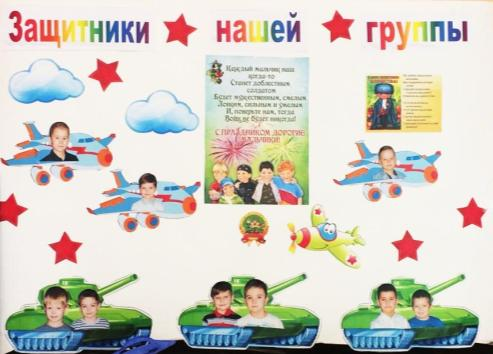 Защитники нашей группы
Каждый мальчик наш
когда-то
Станет доблестным
солдатом
Будет мужественным, смелым
Ловким, сильным и умелым
И, поверьте нам, тогда
Войн не будет никогда!
С ПРАЗДНИКОМ ДОРОГИЕ
МАЛЬЧИКИ!